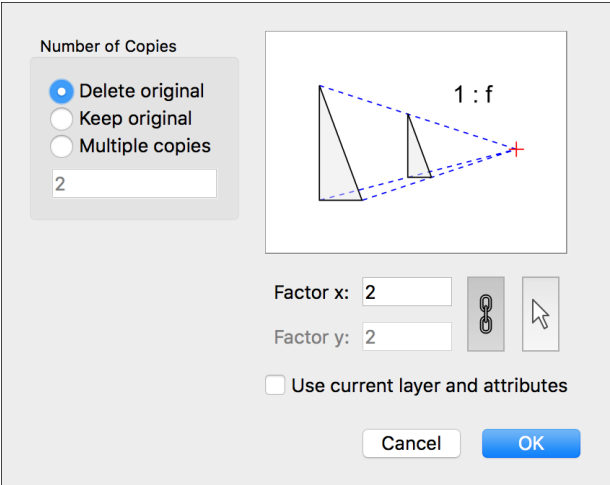 Number of Copies
Delete original
Keep original
Multiple copies
2
1 : f
Factor x: 2
Factor y: 2
Use current layer and attributes
Cancel OK